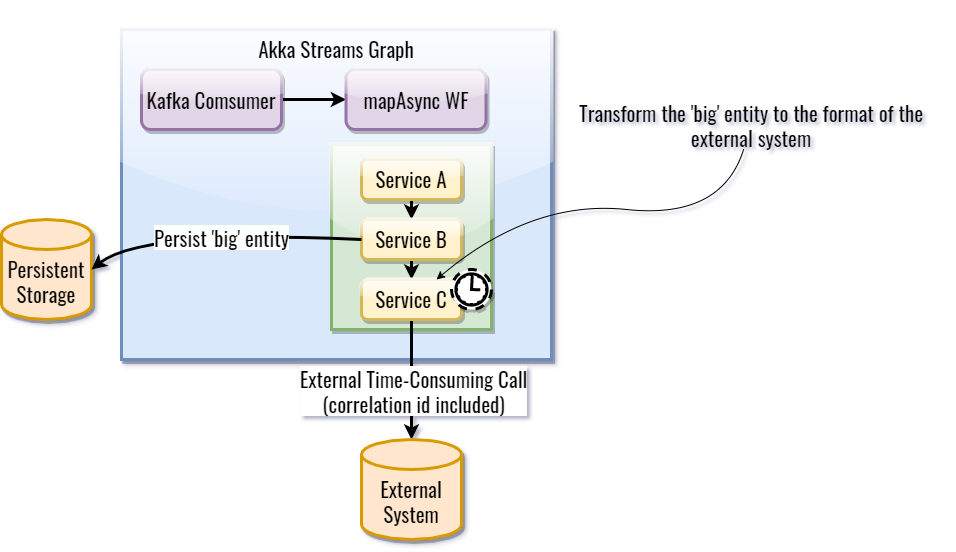 Akka Streams Graph
Kafka Comsumer
mapAsync WF
Transform the 'big' entity to the format of the
external system
Service A
Persist 'big' entity
Service B
Persistent
Storage
Service C
External Time-Consuming Call
(correlation id included)
External
System